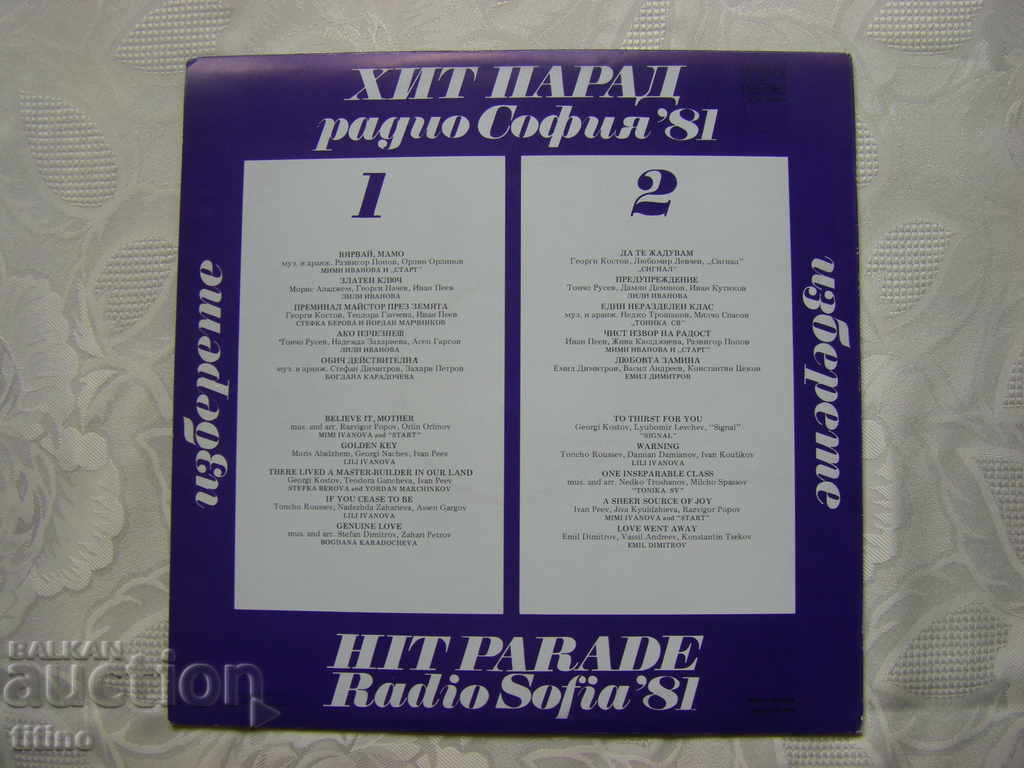 ХИТ ПАРАД
радио София '81
изберете
1
ВЯРВАЙ, МАМО
муз. и аранж. Развигор Попов, Орлин Орлинов
МИМИ ИВАНОВА И „СТАРТ"
ЗЛАТЕН КЛЮЧ
Морис Аладжем, Георги Начев, Иван Пеев
ЛИЛИ ИВАНОВА
ПРЕМИНАЛ МАЙСТОР ПРЕЗ ЗЕМЯТА
Георги Костов, Теодора Ганчева, Иван Пеев
СТЕФКА БЕРОВА И ЙОРДАН МАРЧИНКОВ
АКО ИЗЧЕЗНЕШ
Тончо Русев, Надежда Захариева, Асен Гаргов
ЛИЛИ ИВАНОВА
ОБИЧ ДЕЙСТВИТЕЛНА
муз. и аранж. Стефан Димитров, Захари Петров
БОГДАНА КАРАДОЧЕВА
BELIEVE IT, MOTHER
mus. and arr. Razvigor Popov, Orlin Orlinov
MIMI IVANOVA and "START"
GOLDEN KEY
Moris Aladzhem, Georgi Nachev, Ivan Peev
LILI IVANOVA
THERE LIVED A MASTER-BUILDER IN OUR LAND
Georgi Kostov, Teodora Gancheva, Ivan Peev
STEFKA BEROVA and YORDAN MARCHINKOV
IF YOU CEASE TO BE
Toncho Roussev, Nadezhda Zaharieva, Assen Gargov
LILI IVANOVA
GENUINE LOVE
mus. and arr. Stefan Dimitrov, Zahari Petrov
BOGDANA KARADOCHEVA
2
ДА ТЕ ЖАДУВАМ
Георги Костов, Любомир Левчев, „Сигнал"
„СИГНАЛ"
ПРЕДУПРЕЖДЕНИЕ
Тончо Русев, Дамян Дамянов, Иван Кутиков
ЛИЛИ ИВАНОВА
ЕДИН НЕРАЗДЕЛЕН КЛАС
муз. и аранж. Недко Трошанов, Милчо Спасов
„ТОНИКА СВ"
ЧИСТ ИЗВОР НА РАДОСТ
Иван Пеев, Жива Кюлджиева, Развигор Попов
МИМИ ИВАНОВА И „СТАРТ"
ЛЮБОВТА ЗАМИНА
Емил Димитров, Васил Андреев, Константин Цеков
ЕМИЛ ДИМИТРОВ
TO THIRST FOR YOU
Georgi Kostov, Lyubomir Levchev, "Signal"
"SIGNAL"
WARNING
Toncho Roussev, Damian Damianov, Ivan Koutikov
LILI IVANOVA
ONE INSEPARABLE CLASS
mus. and arr. Nedko Troshanov, Milcho Spassov
"TONIKA SV"
A SHEER SOURCE OF JOY
Ivan Peev, Jiva Kyuldzhieva, Razvigor Popov
MIMI IVANOVA and "START"
LOVE WENT AWAY
Emil Dimitrov, Vassil Andreev, Konstantin Tsekov
EMIL DIMITROV
изберете
HIT PARADE
Radio Sofia '81
BALKAN
auction
titino